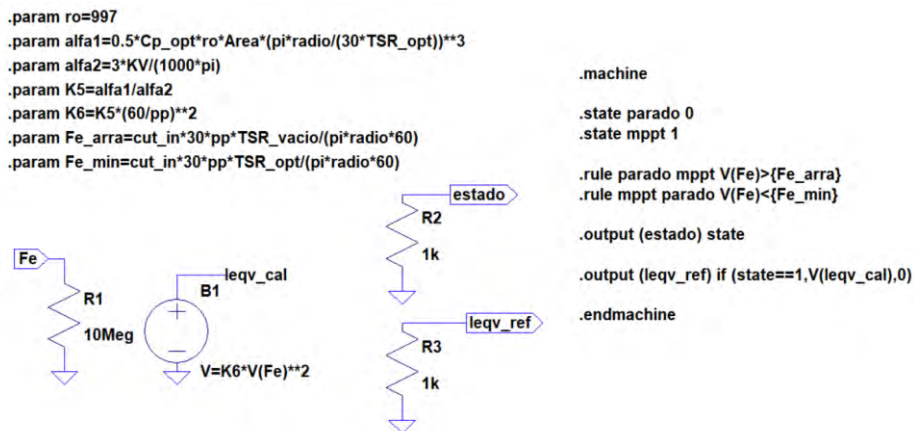 .param ro=997
.param alfa1=0.5*Cp_opt*ro*Area*(pi*radio/(30*TSR_opt))**3
.param alfa2=3*KV/(1000*pi)
.param K5=alfa1/alfa2
.param K6=K5*(60/pp)**2
.param Fe_arra=cut_in*30*pp*TSR_vacio/(pi*radio*60)
.param Fe_min=cut_in*30*pp*TSR_opt/(pi*radio*60)
.machine
.state parado 0
.state mppt 1
.rule parado mppt V(Fe)>{Fe_arra}
.rule mppt parado V(Fe)<{Fe_min}
.output (estado) state
.output (Ieqv_ref) if (state==1,V(Ieqv_cal),0)
.endmachine
Fe
R1
10Meg
Ieqv_cal
B1
V=K6*V(Fe)**2
estado
R2
1k
Ieqv_ref
R3
1k